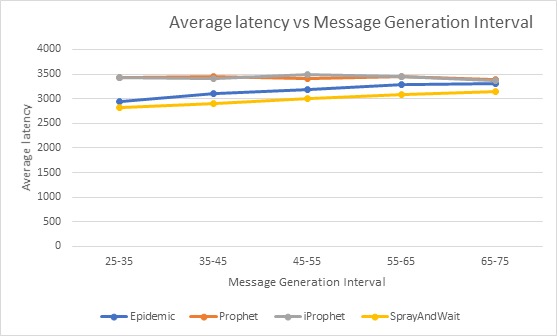 Average latency vs Message Generation Interval
4000
3500
3000
2500
2000
1500
1000
500
0
Average latency
25-35 35-45 45-55 55-65 65-75
Message Generation Interval
Epidemic Prophet iProphet SprayAndWait